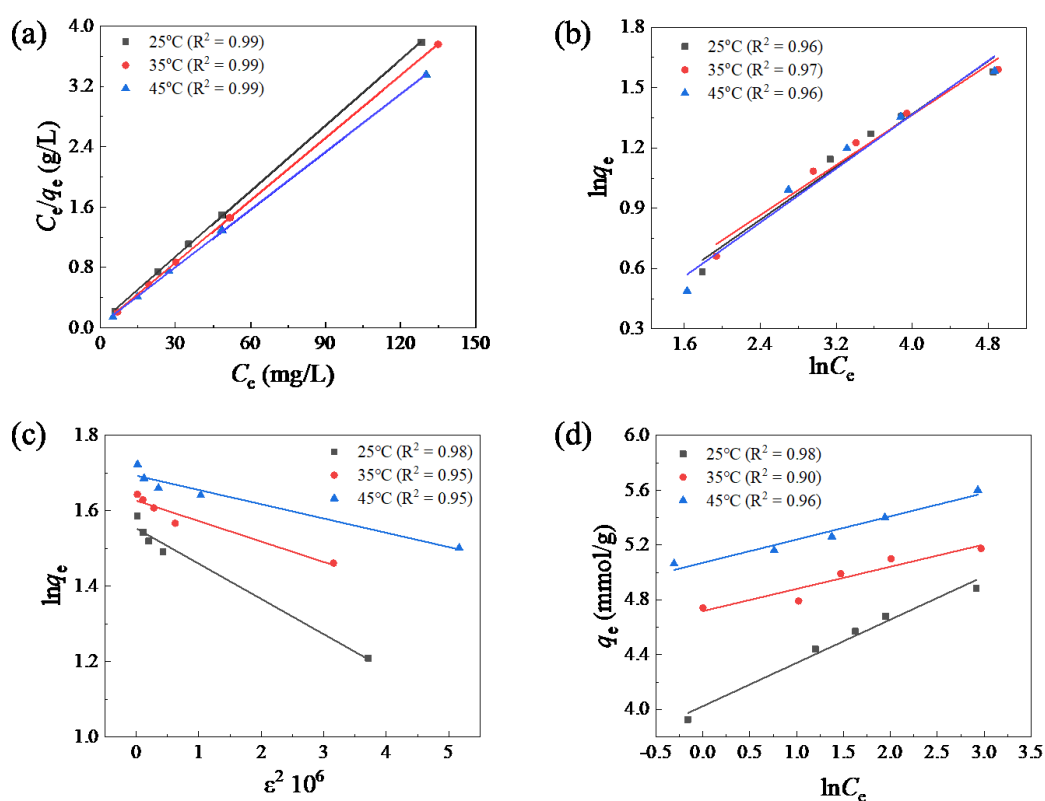 (a)
25°C (R² = 0.99)
35°C (R² = 0.99)
45°C (R² = 0.99)
Cₑ/qₑ (g/L)
4.0
3.2
2.4
1.6
0.8
0.0
0 30 60 90 120 150
Cₑ (mg/L)
(b)
25°C (R² = 0.96)
35°C (R² = 0.97)
45°C (R² = 0.96)
lnqₑ
1.8
1.5
1.2
0.9
0.6
0.3
1.6 2.4 3.2 4.0 4.8
lnCₑ
(c)
25°C (R² = 0.98)
35°C (R² = 0.95)
45°C (R² = 0.95)
lnqₑ
1.8
1.6
1.4
1.2
1.0
0 1 2 3 4 5
ε² 10⁶
(d)
25°C (R² = 0.98)
35°C (R² = 0.90)
45°C (R² = 0.96)
qₑ (mmol/g)
6.0
5.6
5.2
4.8
4.4
4.0
-0.5 0.0 0.5 1.0 1.5 2.0 2.5 3.0 3.5
lnCₑ